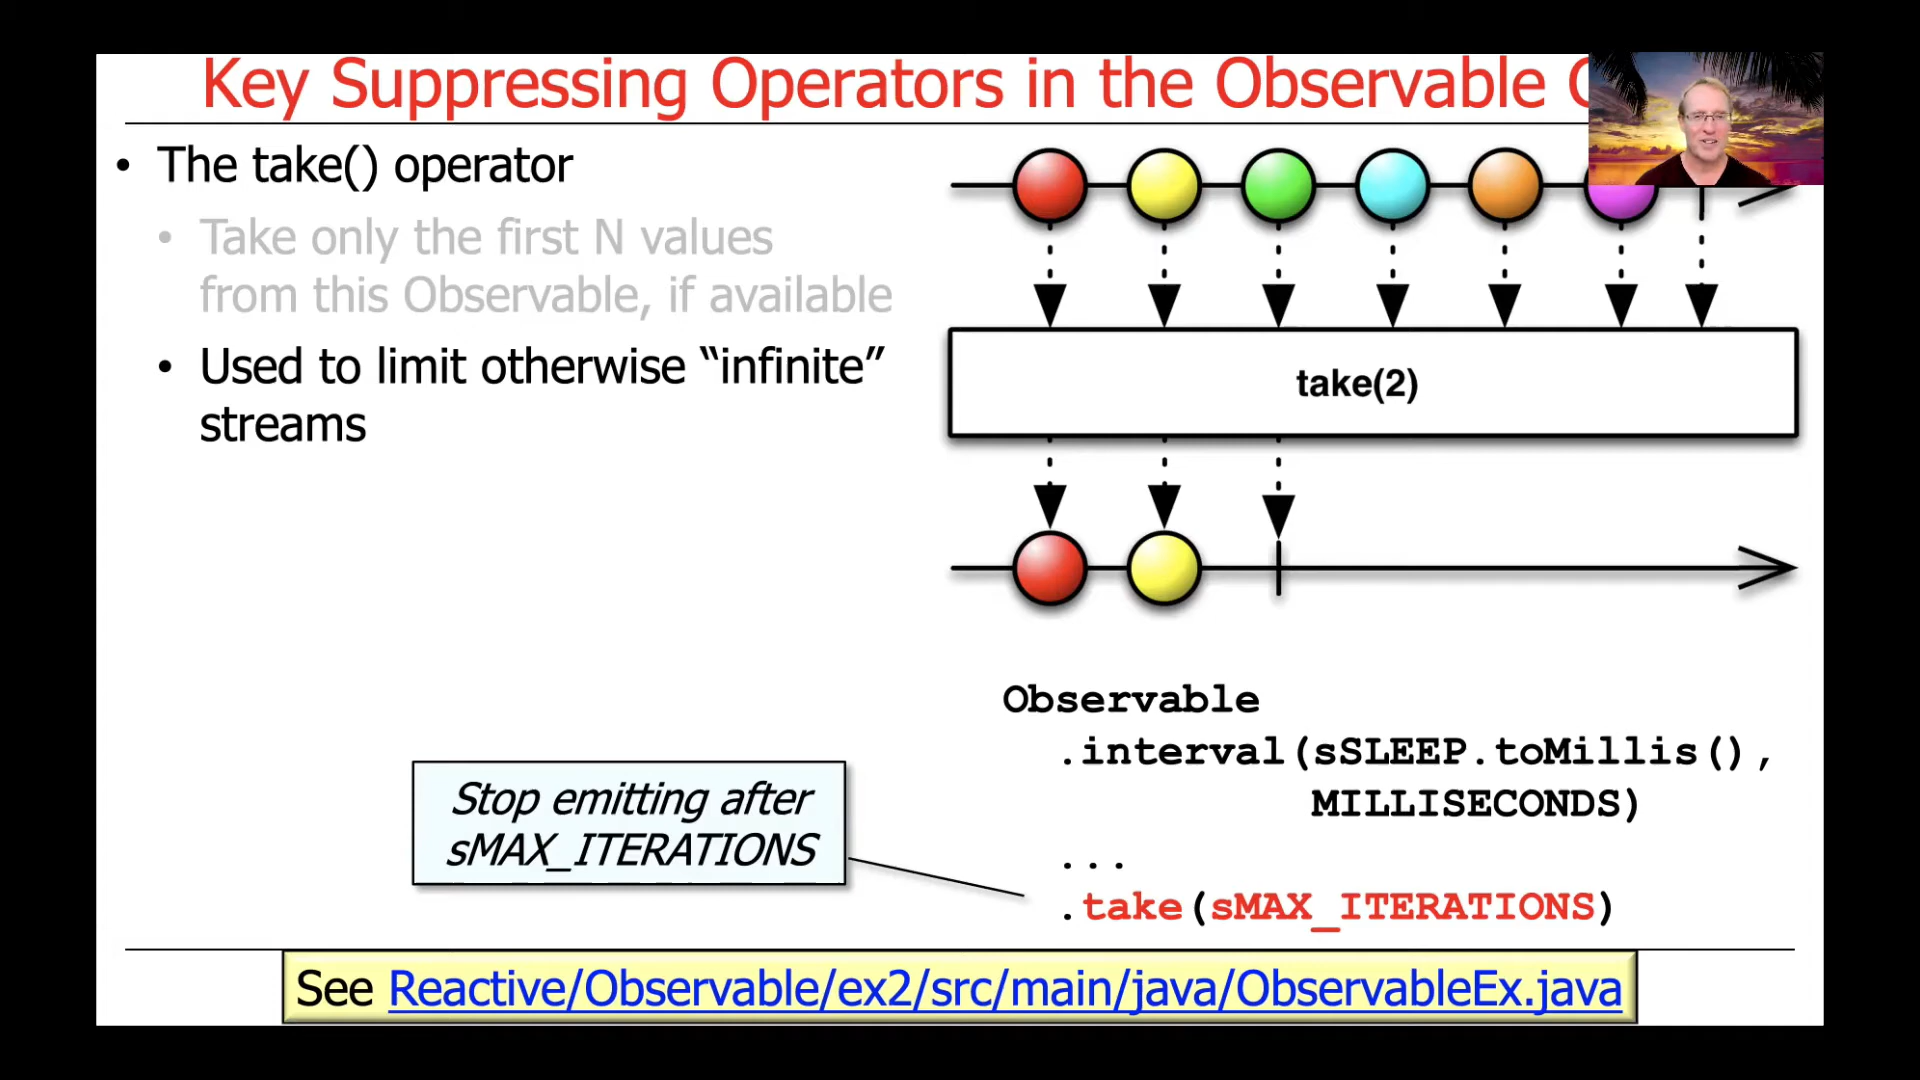 Key Suppressing Operators in the Observable
• The take() operator
• Take only the first N values
from this Observable, if available
• Used to limit otherwise “infinite”
streams
take(2)
Observable
.interval(sSLEEP.toMillis(),
MILLISECONDS)
...
.take(sMAX_ITERATIONS)
Stop emitting after
sMAX_ITERATIONS
See Reactive/Observable/ex2/src/main/java/ObservableEx.java